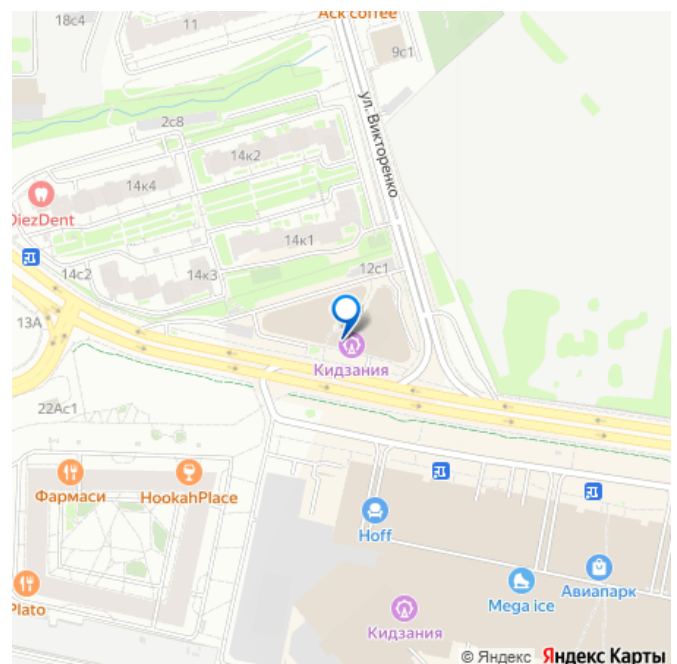 Ack coffee
18с4
11
9с1
ул. Викторенко
2с8
14к2
14к4
DiezDent
14к1
14с2
14к3
12с1
13А
Кидзания
22Ас1
Фармаси
HookahPlace
Hoff
Plato
Mega ice
Авиапарк
Кидзания
© Яндекс Яндекс Карты